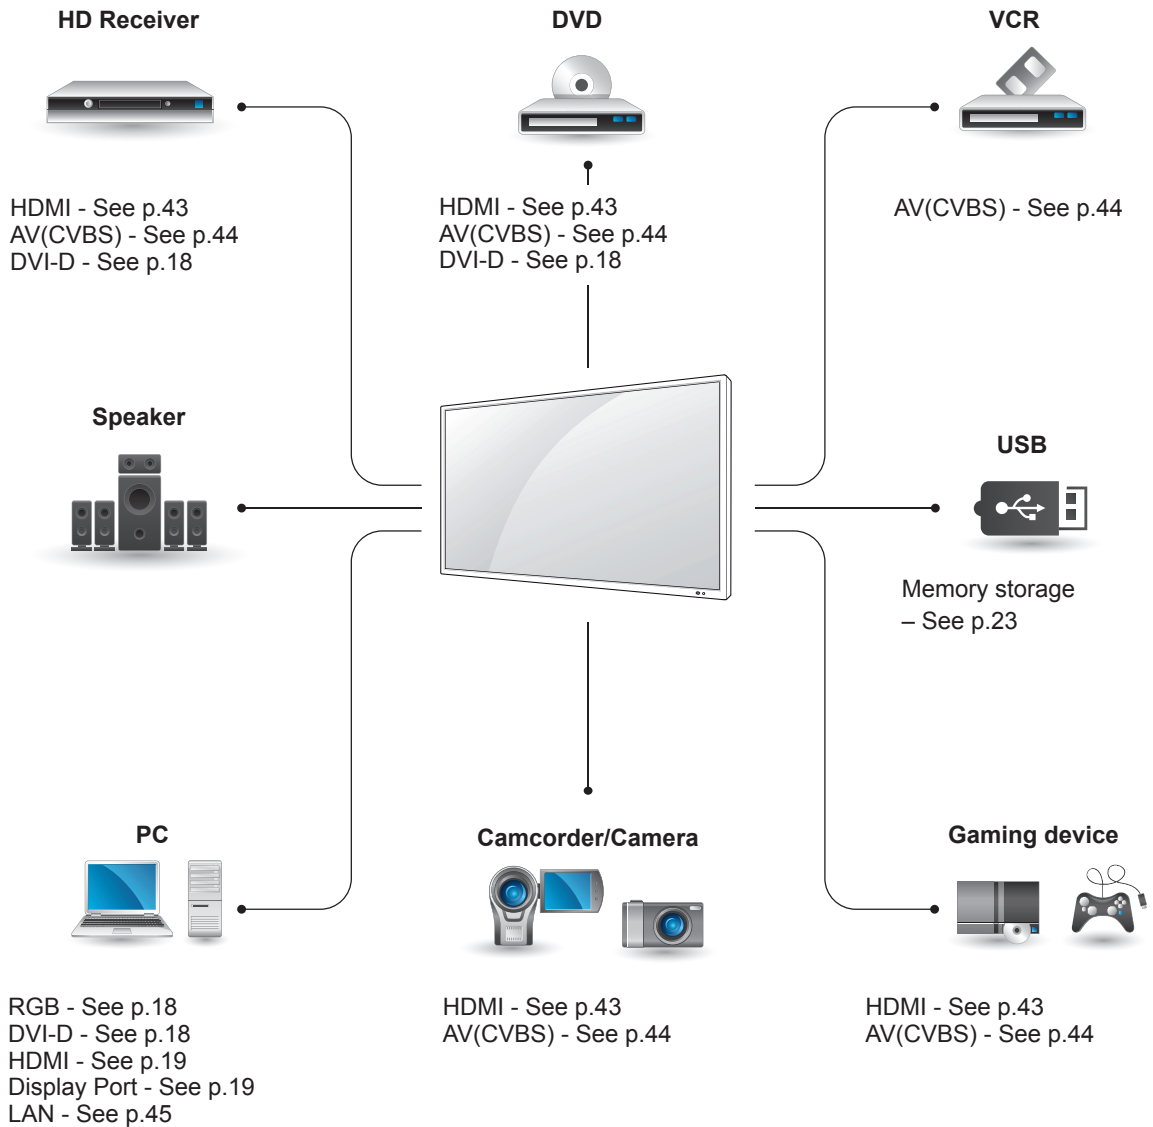 HD Receiver
HDMI - See p.43
AV(CVBS) - See p.44
DVI-D - See p.18
DVD
HDMI - See p.43
AV(CVBS) - See p.44
DVI-D - See p.18
VCR
AV(CVBS) - See p.44
Speaker
USB
Memory storage
– See p.23
PC
RGB - See p.18
DVI-D - See p.18
HDMI - See p.19
Display Port - See p.19
LAN - See p.45
Camcorder/Camera
HDMI - See p.43
AV(CVBS) - See p.44
Gaming device
HDMI - See p.43
AV(CVBS) - See p.44